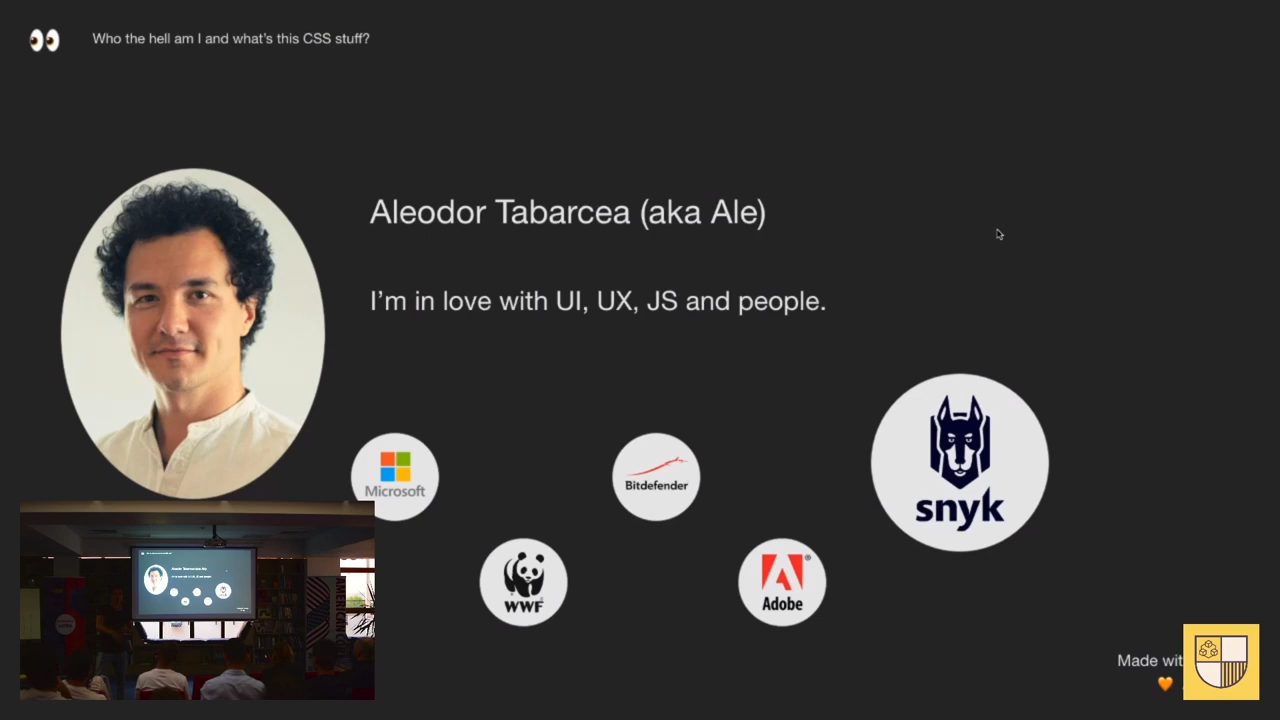 Who the hell am I and what's this CSS stuff?
Aleodor Tabarcea (aka Ale)
I'm in love with UI, UX, JS and people.
Microsoft
Bitdefender
snyk
WWF
Adobe
Made